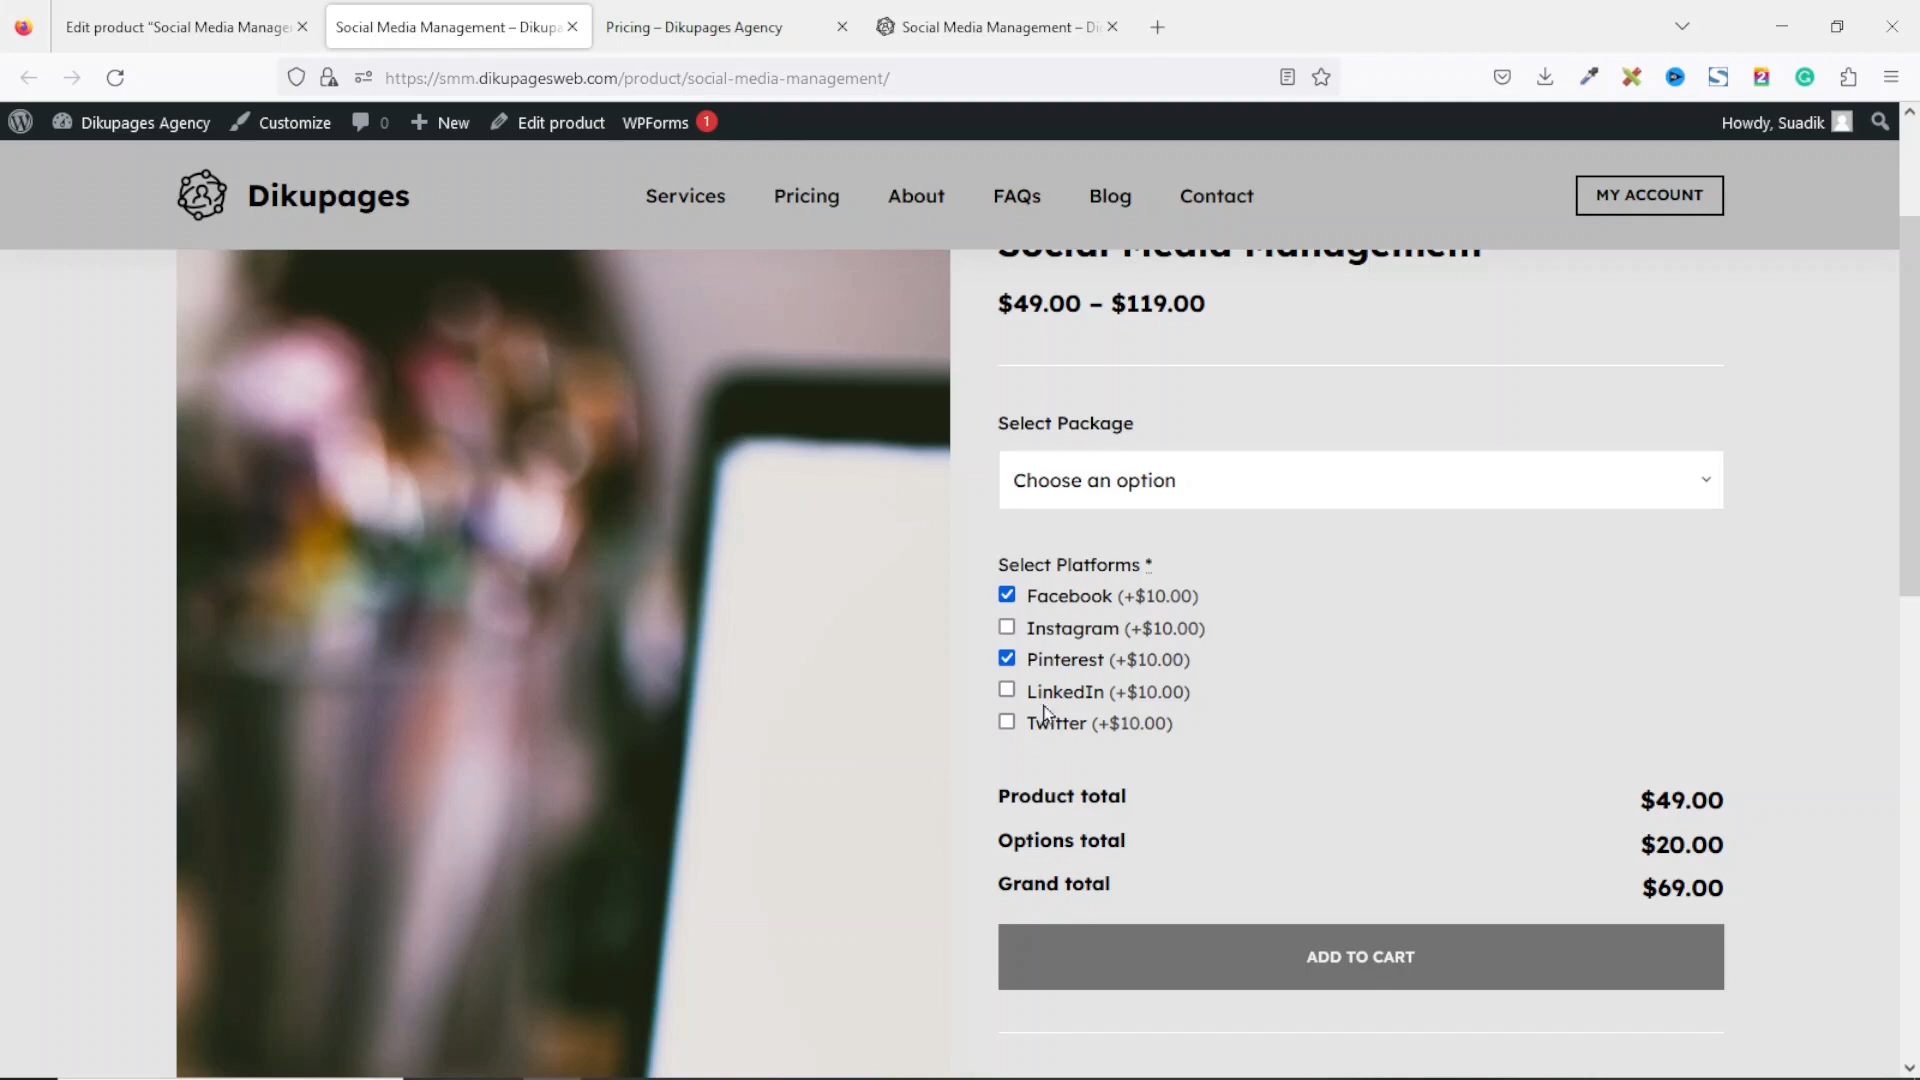 Edit product "Social Media Manage
Social Media Management – Dikupa
Pricing – Dikupages Agency
Social Media Management – Di
https://smm.dikupagesweb.com/product/social-media-management/
Dikupages Agency
Customize
0
New
Edit product
WPForms 1
Howdy, Suadik
Dikupages
Services
Pricing
About
FAQs
Blog
Contact
MY ACCOUNT
Social Media Management
$49.00 – $119.00
Select Package
Choose an option
Select Platforms *
Facebook (+$10.00)
Instagram (+$10.00)
Pinterest (+$10.00)
LinkedIn (+$10.00)
Twitter (+$10.00)
Product total $49.00
Options total $20.00
Grand total $69.00
ADD TO CART